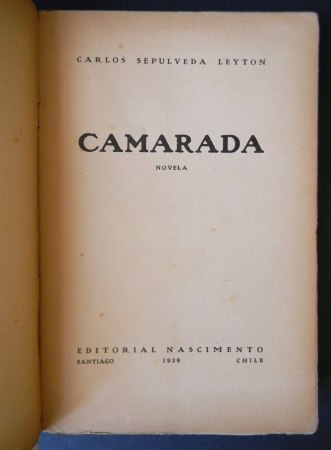 CARLOS SEPULVEDA LEYTON
CAMARADA
NOVELA
EDITORIAL NASCIMENTO
SANTIAGO 1938 CHILE